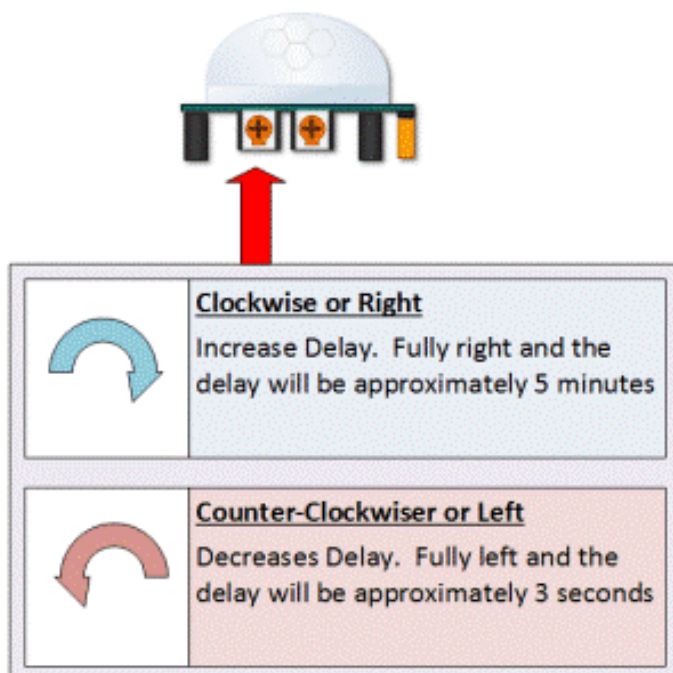 Clockwise or Right
Increase Delay.  Fully right and the
delay will be approximately 5 minutes
Counter-Clockwiser or Left
Decreases Delay.  Fully left and the
delay will be approximately 3 seconds